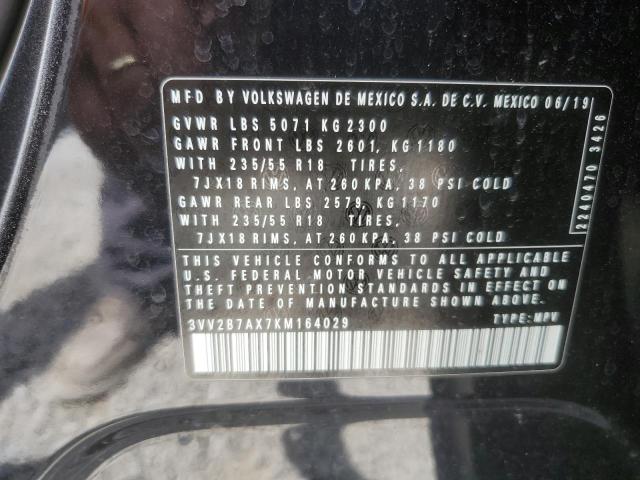 MFD BY VOLKSWAGEN DE MEXICO S.A. DE C.V. MEXICO 06/19
GVWR LBS 5071 KG 2300
GAWR FRONT LBS 2601, KG 1180
WITH 235/55 R18 TIRES,
7JX18 RIMS, AT 260 KPA, 38 PSI COLD
GAWR REAR LBS 2579, KG 1170
WITH 235/55 R18 TIRES,
7JX18 RIMS, AT 260 KPA, 38 PSI COLD
THIS VEHICLE CONFORMS TO ALL APPLICABLE
U.S. FEDERAL MOTOR VEHICLE SAFETY AND
THEFT PREVENTION STANDARDS IN EFFECT ON
THE DATE OF MANUFACTURE SHOWN ABOVE.
3VV2B7AX7KM164029 TYPE: MPV
2240470 3426